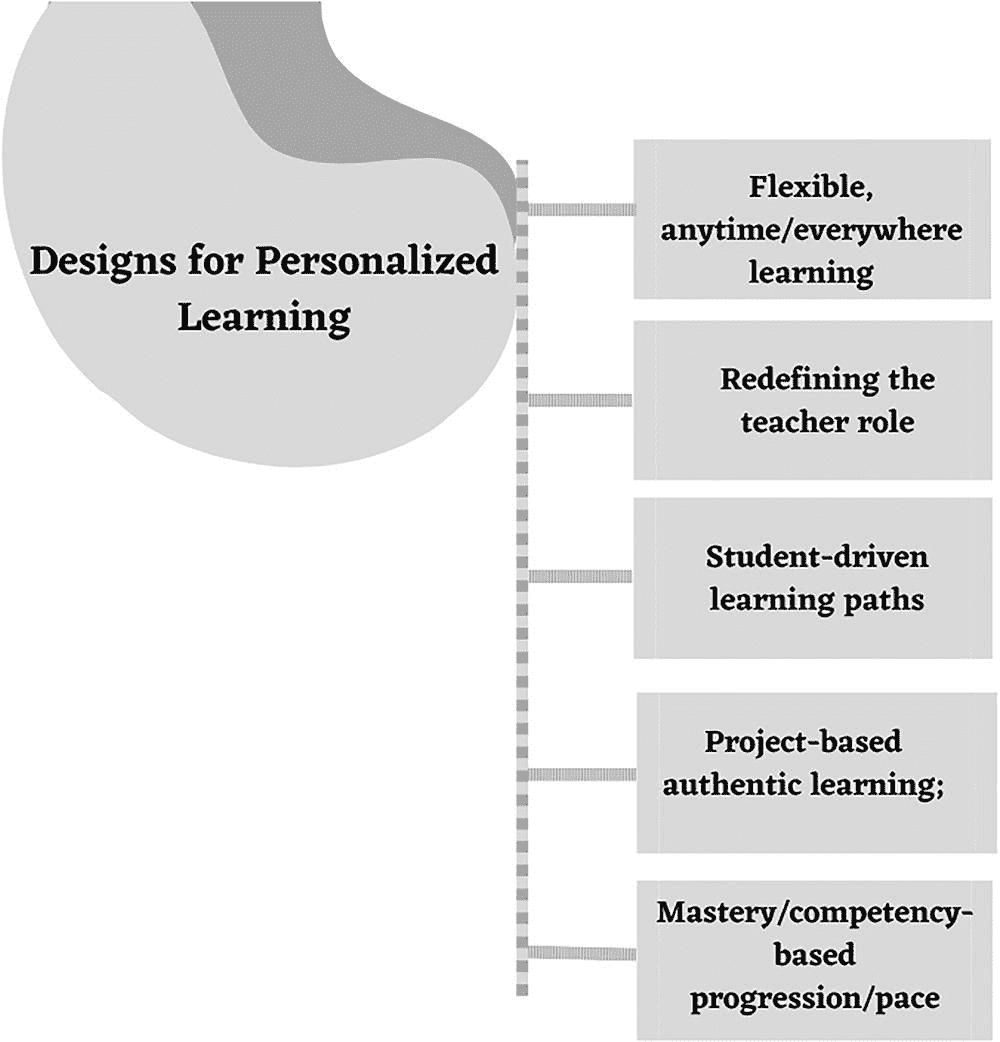 Designs for Personalized
Learning
Flexible,
anytime/everywhere
learning
Redefining the
teacher role
Student-driven
learning paths
Project-based
authentic learning;
Mastery/competency-
based
progression/pace